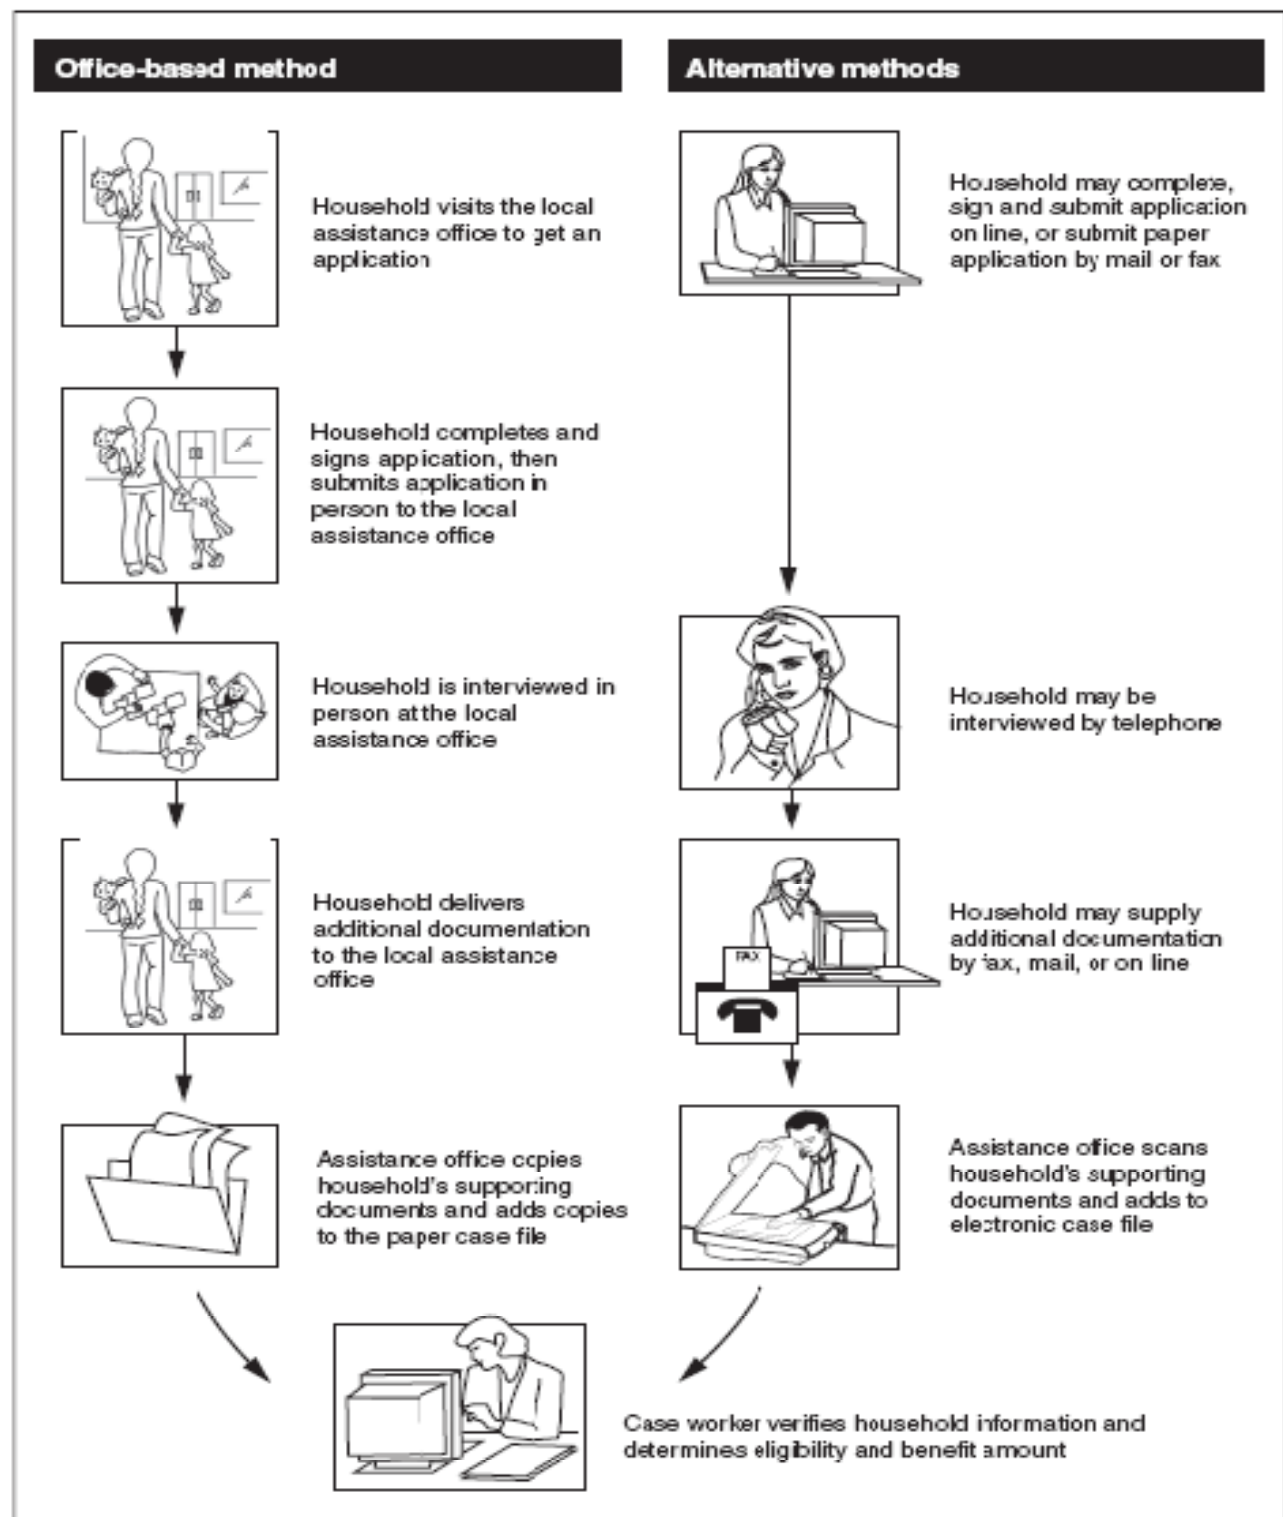 Office-based method
Household visits the local
assistance office to get an
application
Household completes and
signs application, then
submits application in
person to the local
assistance office
Household is interviewed in
person at the local
assistance office
Household delivers
additional documentation
to the local assistance
office
Assistance office copies
household's supporting
documents and adds copies
to the paper case file
Alternative methods
Household may complete,
sign and submit application
on line, or submit paper
application by mail or fax
Household may be
interviewed by telephone
FAX
Household may supply
additional documentation
by fax, mail, or on line
Assistance office scans
household's supporting
documents and adds to
electronic case file
Case worker verifies household information and
determines eligibility and benefit amount